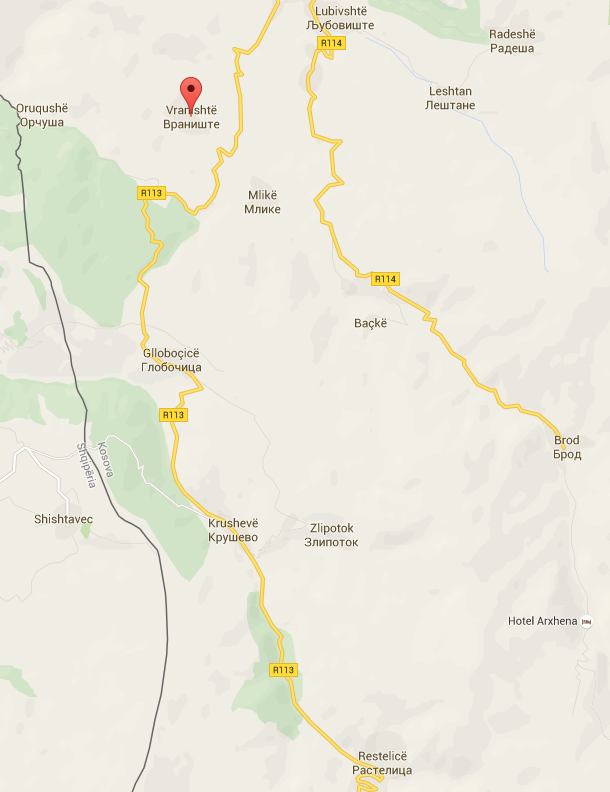 Lubivshtë
Љубовиште
R114
Radeshë
Радеша
Leshtan
Лештане
Oruqushë
Орчуша
Vranishtë
Враниште
R113
Mlikë
Млике
R114
Baçkë
Glloboçicë
Глобочица
R113
Brod
Брод
Kosova
Shqipëria
Shishtavec
Krushevë
Крушево
Zlipotok
Злипоток
Hotel Arxhena
R113
Restelicë
Растелица